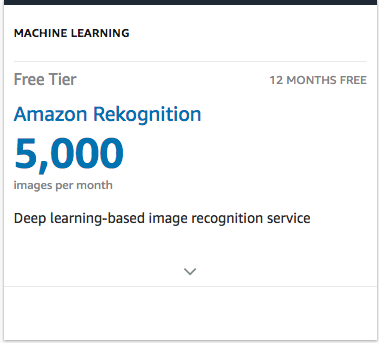 MACHINE LEARNING
Free Tier
12 MONTHS FREE
Amazon Rekognition
5,000
images per month
Deep learning-based image recognition service